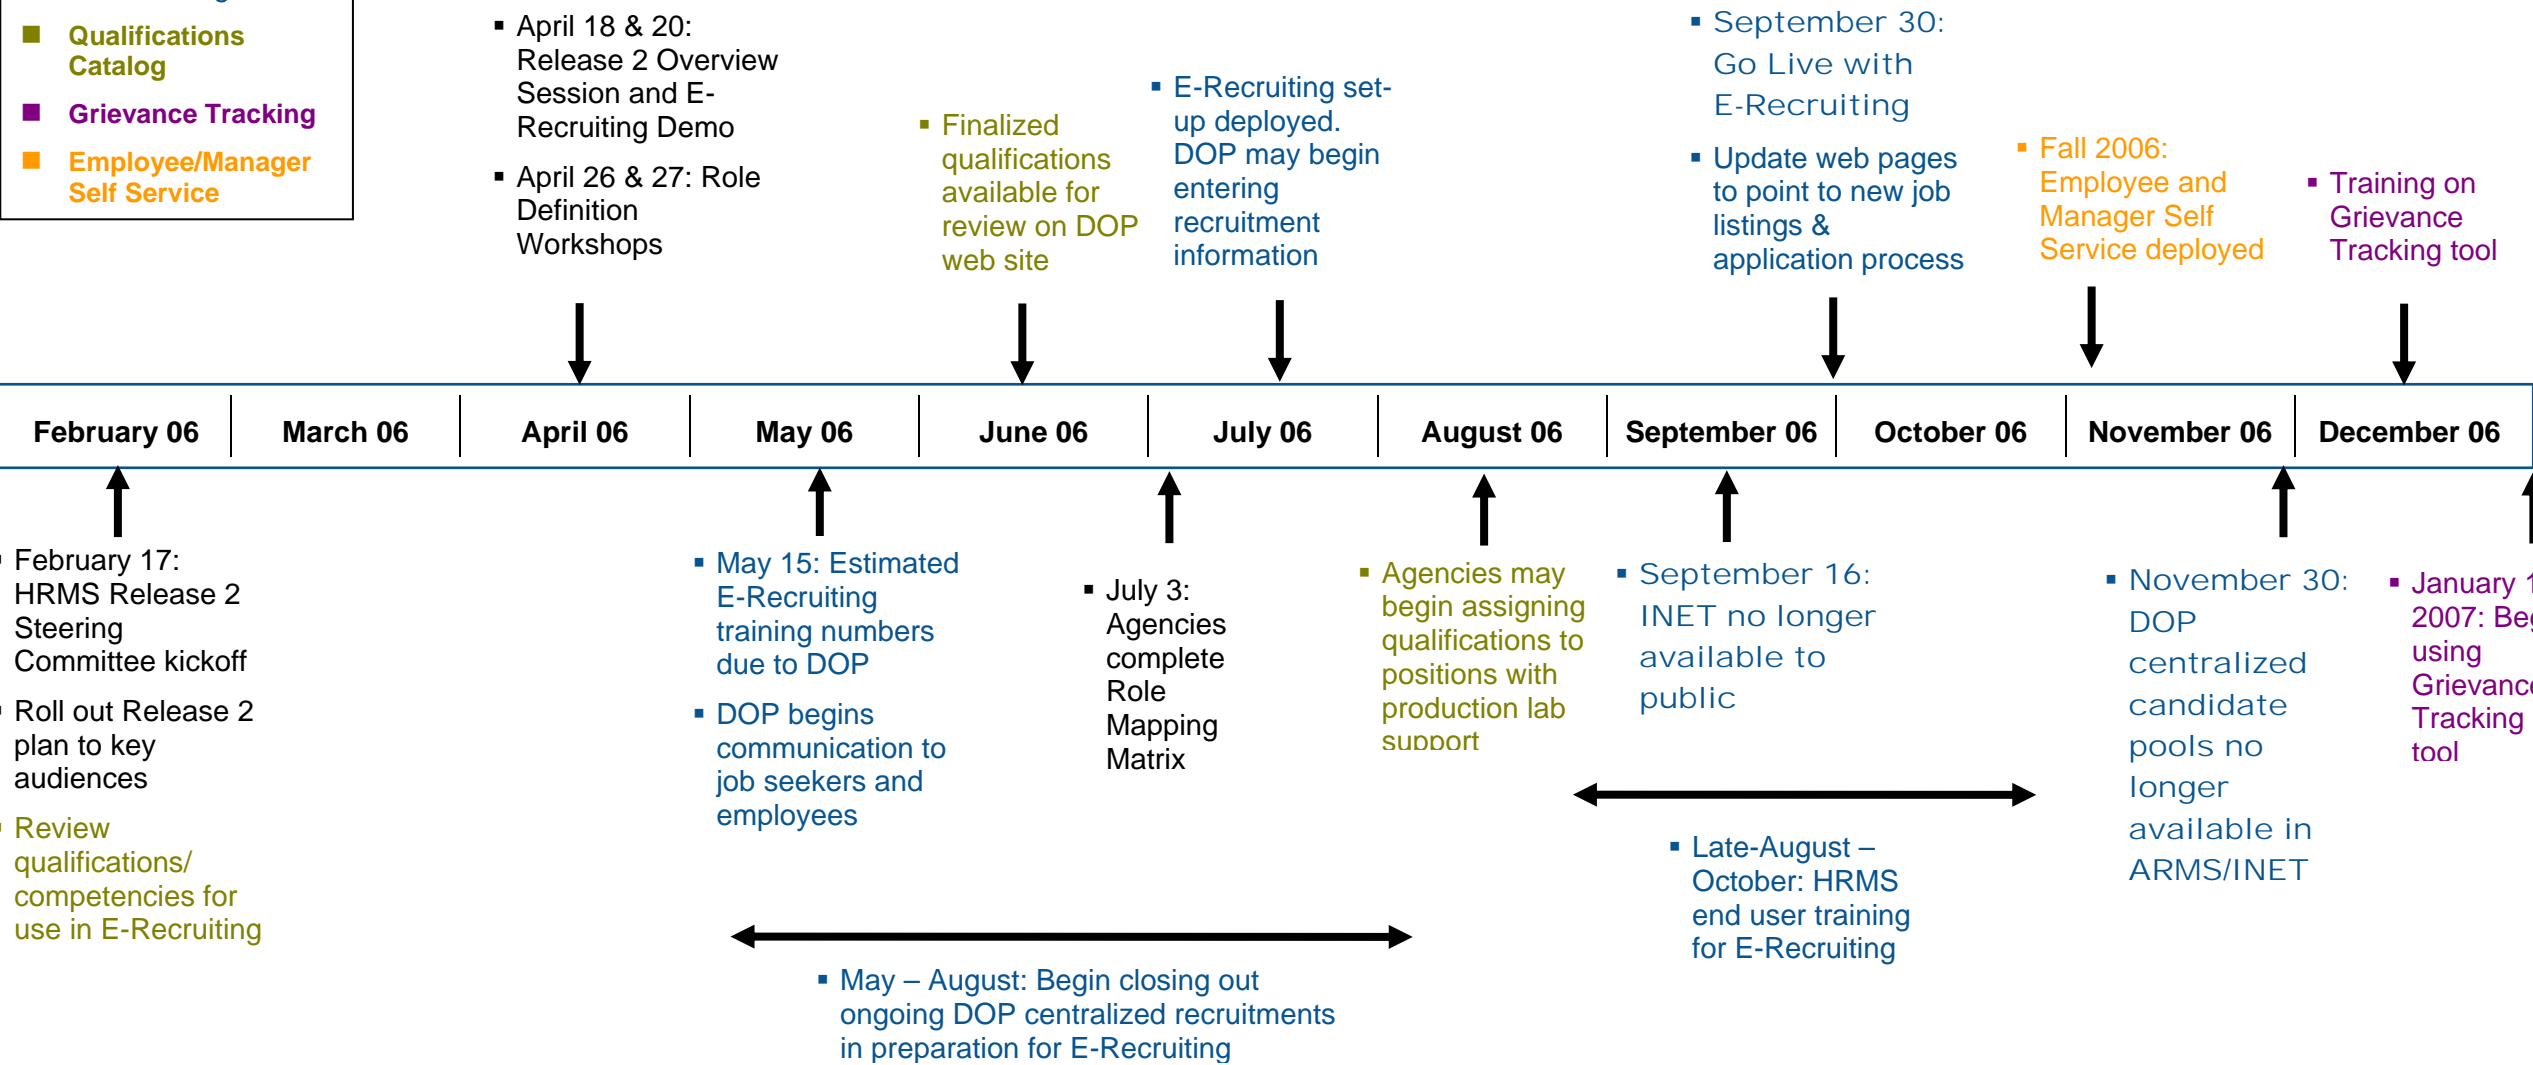 Qualifications
Catalog
Grievance Tracking
Employee/Manager
Self Service
April 18 & 20:
Release 2 Overview
Session and E-
Recruiting Demo
April 26 & 27: Role
Definition
Workshops
Finalized
qualifications
available for
review on DOP
web site
E-Recruiting set-
up deployed.
DOP may begin
entering
recruitment
information
September 30:
Go Live with
E-Recruiting
Update web pages
to point to new job
listings &
application process
Fall 2006:
Employee and
Manager Self
Service deployed
Training on
Grievance
Tracking tool
February 06
March 06
April 06
May 06
June 06
July 06
August 06
September 06
October 06
November 06
December 06
February 17:
HRMS Release 2
Steering
Committee kickoff
Roll out Release 2
plan to key
audiences
Review
qualifications/
competencies for
use in E-Recruiting
May 15: Estimated
E-Recruiting
training numbers
due to DOP
DOP begins
communication to
job seekers and
employees
July 3:
Agencies
complete
Role
Mapping
Matrix
Agencies may
begin assigning
qualifications to
positions with
production lab
support
September 16:
INET no longer
available to
public
November 30:
DOP
centralized
candidate
pools no
longer
available in
ARMS/INET
January 1
2007:
using
Grievance
Tracking
tool
Late-August –
October: HRMS
end user training
for E-Recruiting
May – August: Begin closing out
ongoing DOP centralized recruitments
in preparation for E-Recruiting